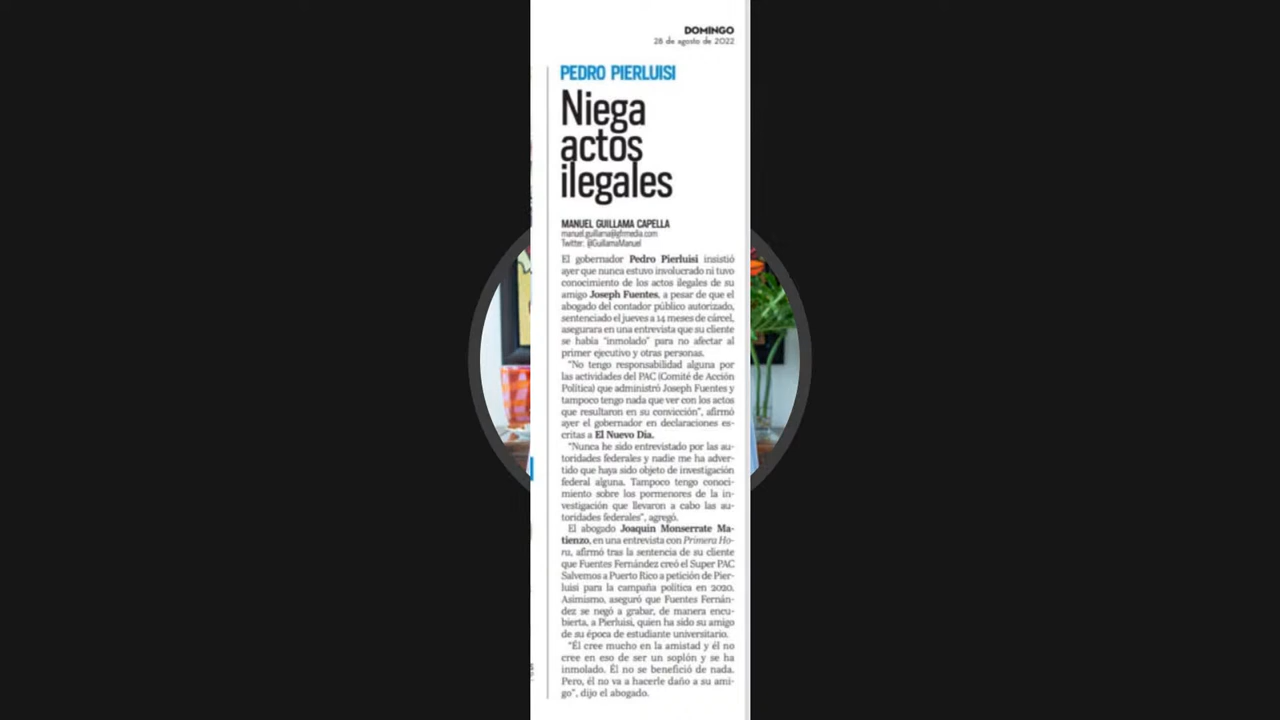 DOMINGO
28 de agosto de 2022
PEDRO PIERLUISI
Niega
actos
ilegales
MANUEL GUILLAMA CAPELLA
manuel.guillama@gfrmedia.com
Twitter: @GuillamaManuel
El gobernador Pedro Pierluisi insistió
ayer que nunca estuvo involucrado ni tuvo
conocimiento de los actos ilegales de su
amigo Joseph Fuentes, a pesar de que el
abogado del contador público autorizado,
sentenciado el jueves a 14 meses de cárcel,
asegurara en una entrevista que su cliente
se había “inmolado” para no afectar al
primer ejecutivo y otras personas.
“No tengo responsabilidad alguna por
las actividades del PAC (Comité de Acción
Política) que administró Joseph Fuentes y
tampoco tengo nada que ver con los actos
que resultaron en su convicción”, afirmó
ayer el gobernador en declaraciones es-
critas a El Nuevo Día.
“Nunca he sido entrevistado por las au-
toridades federales y nadie me ha adver-
tido que haya sido objeto de investigación
federal alguna. Tampoco tengo conoci-
miento sobre los pormenores de la in-
vestigación que llevaron a cabo las au-
toridades federales”, agregó.
El abogado Joaquín Monserrate Ma-
tienzo, en una entrevista con Primera Ho-
ra, afirmó tras la sentencia de su cliente
que Fuentes Fernández creó el Super PAC
Salvemos a Puerto Rico a petición de Pier-
luisi para la campaña política en 2020.
Asimismo, aseguró que Fuentes Fernán-
dez se negó a grabar, de manera encu-
bierta, a Pierluisi, quien ha sido su amigo
de su época de estudiante universitario.
“Él cree mucho en la amistad y él no
cree en eso de ser un soplón y se ha
inmolado. Él no se benefició de nada.
Pero, él no va a hacerle daño a su ami-
go”, dijo el abogado.